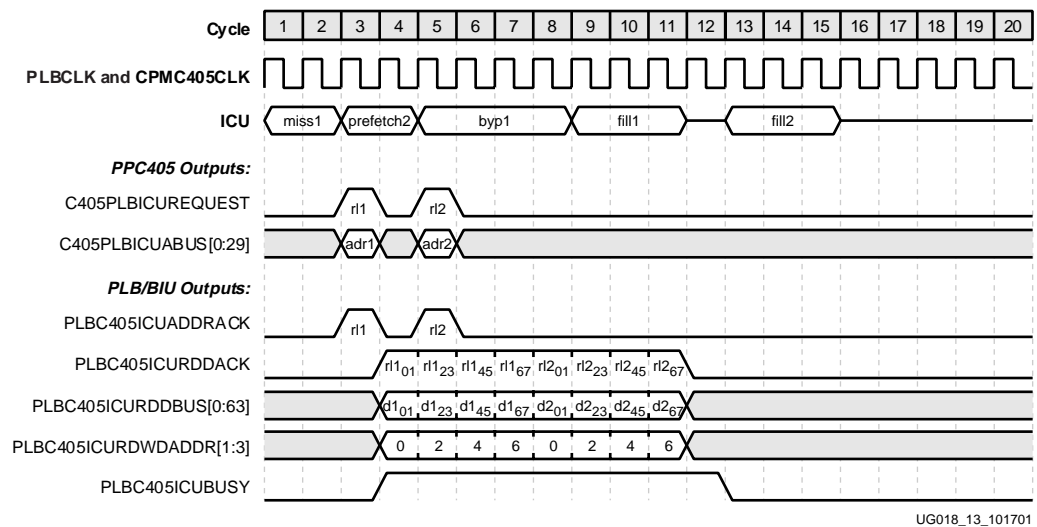 Cycle 1 2 3 4 5 6 7 8 9 10 11 12 13 14 15 16 17 18 19 20
PLBCLK and CPMC405CLK
ICU miss1 prefetch2 byp1 fill1 fill2
PPC405 Outputs:
C405PLBICUREQUEST rl1 rl2
C405PLBICUABUS[0:29] adr1 adr2
PLB/BIU Outputs:
PLBC405ICUADDRACK rl1 rl2
PLBC405ICURDDACK rl101 rl123 rl145 rl167 rl201 rl223 rl245 rl267
PLBC405ICURDDBUS[0:63] d101 d123 d145 d167 d201 d223 d245 d267
PLBC405ICURDWDADDR[1:3] 0 2 4 6 0 2 4 6
PLBC405ICUBUSY
UG018_13_101701